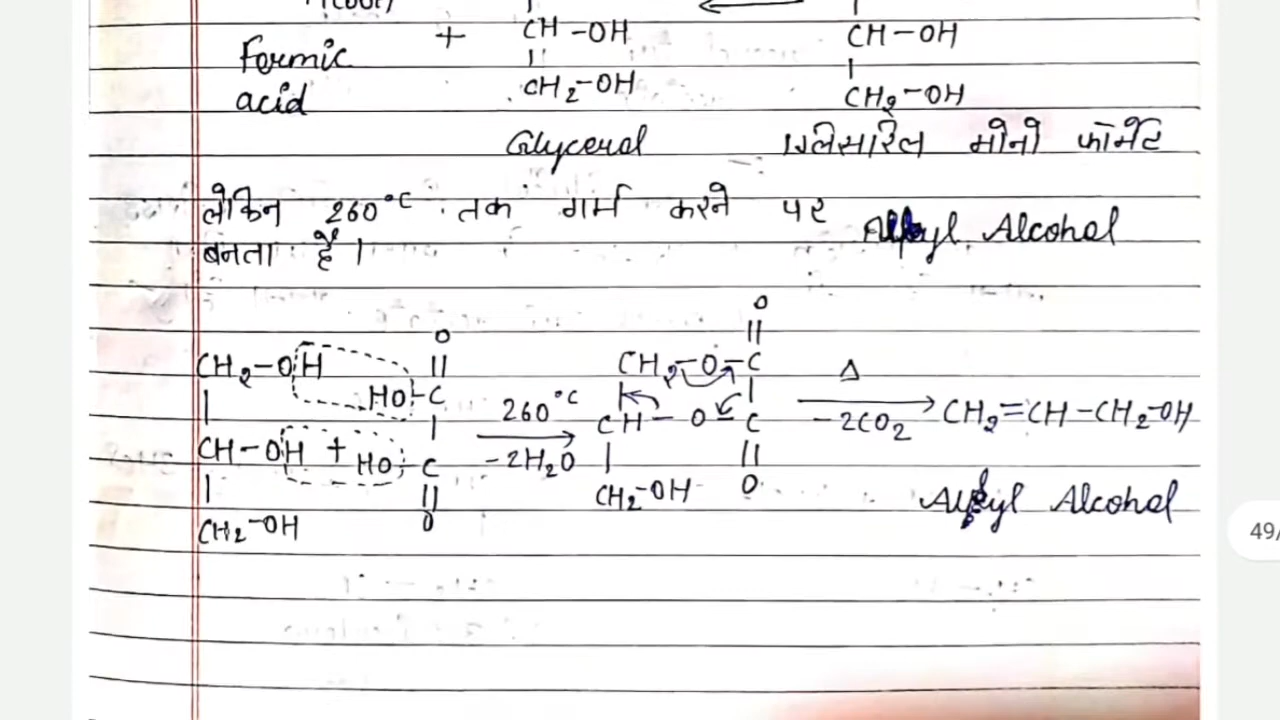 + CH-OH CH-OH
Formic || |
acid CH2-OH CH2-OH
Glycerol ग्लिसरिल मोनो फॉर्मेट
लेकिन 260°C तक गर्म करने पर Allyl Alcohol
बनता है।
O O
|| ||
CH2-OH HO-C CH2-O-C Δ
| | 260°C | | → CH2=CH-CH2-OH
CH-OH + HO-C → CH-O-C -2CO2
| || -2H2O | ||
CH2-OH O CH2-OH O Allyl Alcohol
49/